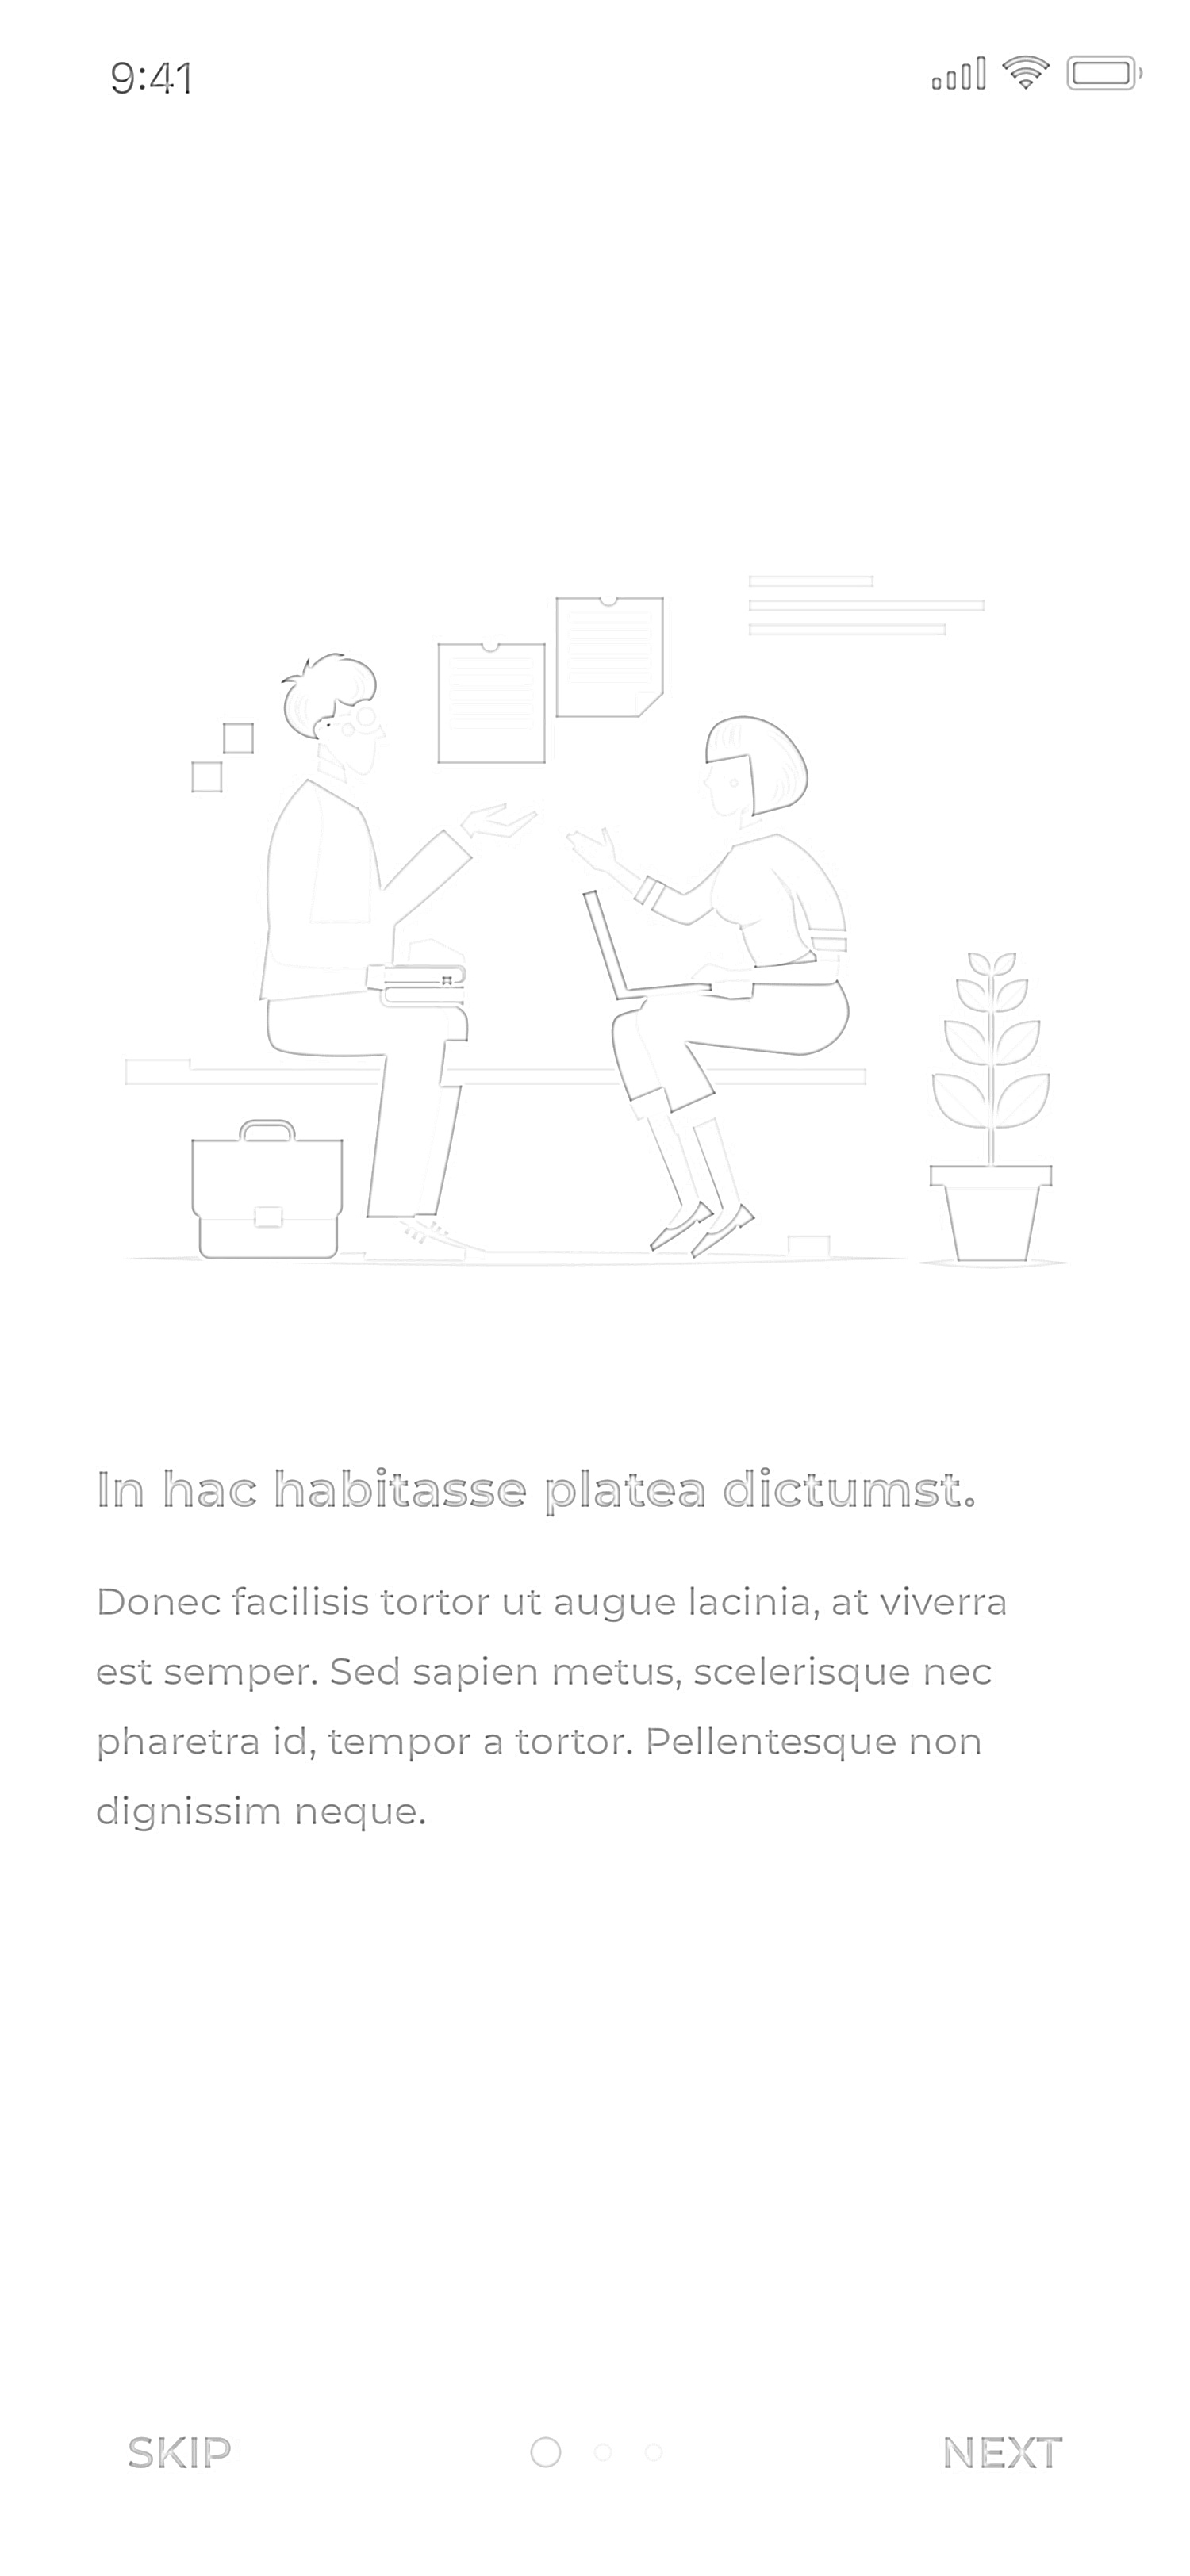 9:41
In hac habitasse platea dictumst.
Donec facilisis tortor ut augue lacinia, at viverra
est semper. Sed sapien metus, scelerisque nec
pharetra id, tempor a tortor. Pellentesque non
dignissim neque.
SKIP
NEXT